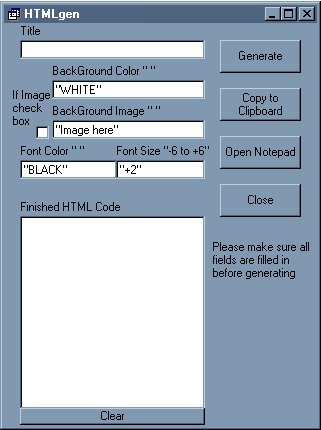 HTMLgen
Title
Generate
BackGround Color " "
"WHITE"
If Image
check
box
Copy to
Clipboard
BackGround Image " "
"Image here"
Font Color " "
Font Size "-6 to +6"
"BLACK"
"+2"
Open Notepad
Close
Finished HTML Code
Please make sure all
fields are filled in
before generating
Clear